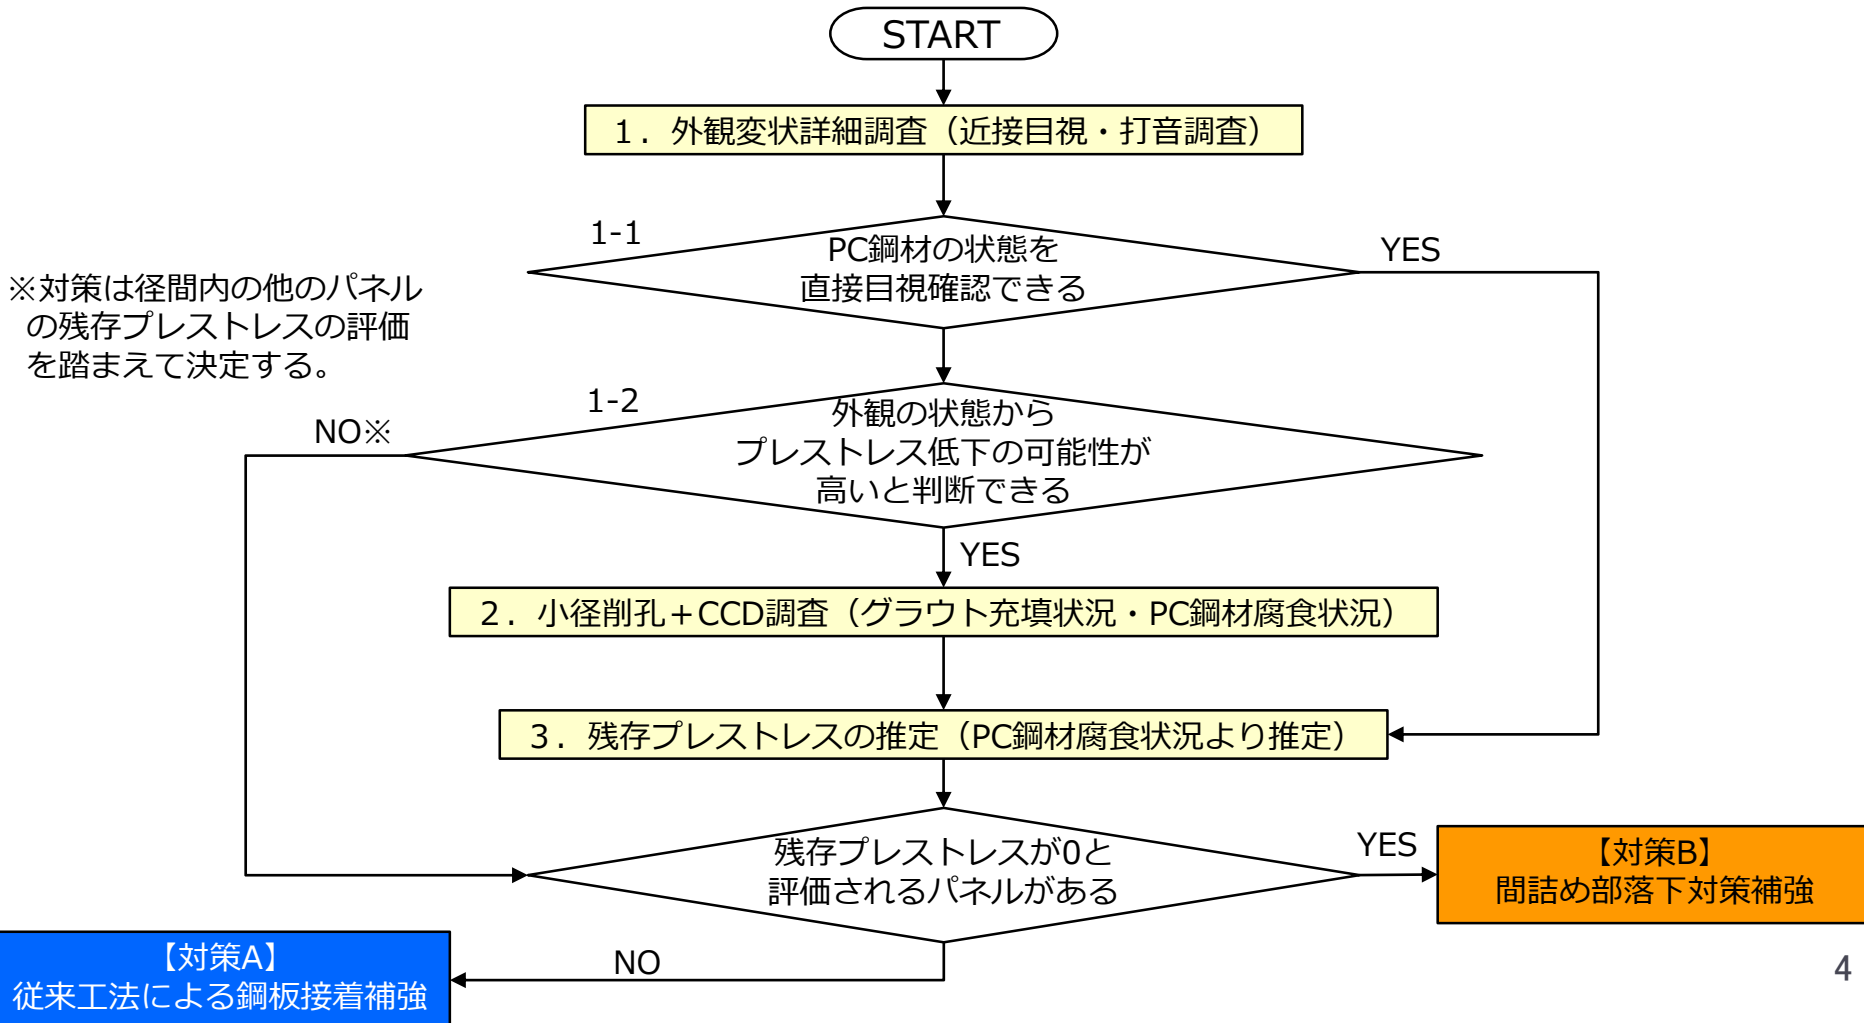 START
１．外観変状詳細調査（近接目視・打音調査）
1-1
PC鋼材の状態を
直接目視確認できる
YES
※対策は径間内の他のパネル
の残存プレストレスの評価
を踏まえて決定する。
1-2
外観の状態から
プレストレス低下の可能性が
高いと判断できる
NO※
YES
２．小径削孔＋CCD調査（グラウト充填状況・PC鋼材腐食状況）
３．残存プレストレスの推定（PC鋼材腐食状況より推定）
残存プレストレスが0と
評価されるパネルがある
YES
【対策B】
間詰め部落下対策補強
NO
【対策A】
従来工法による鋼板接着補強
4